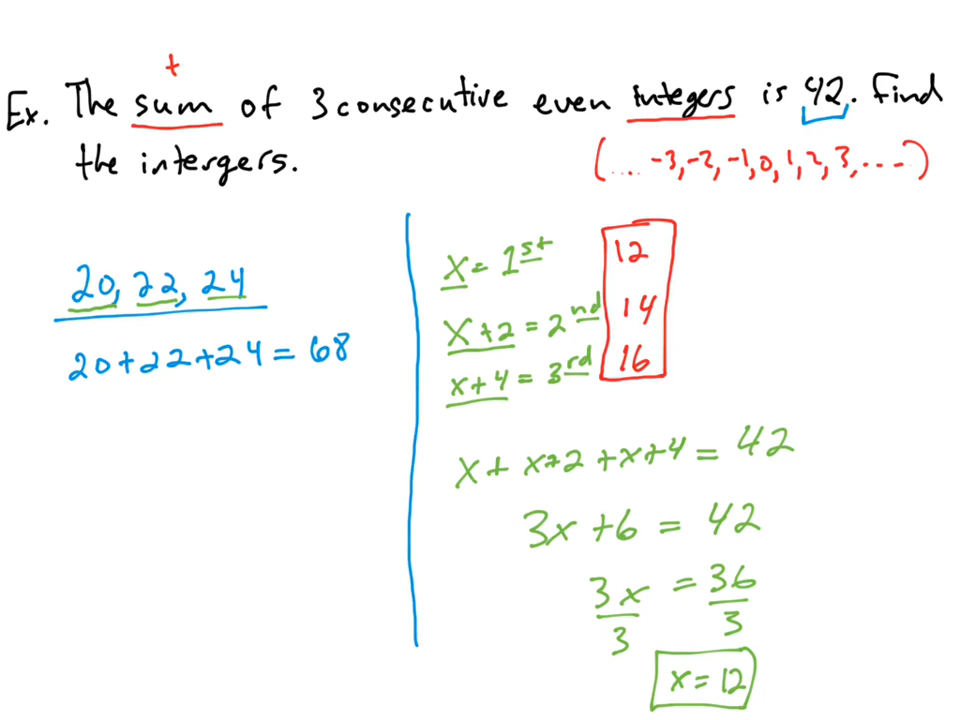 +
Ex. The sum of 3 consecutive even integers is 42. Find
the intergers.
(.... -3, -2, -1, 0, 1, 2, 3, ....)
20, 22, 24
20+22+24 = 68
x = 1st 12
x+2 = 2nd 14
x+4 = 3rd 16
x + x+2 + x+4 = 42
3x + 6 = 42
3x/3 = 36/3
x = 12